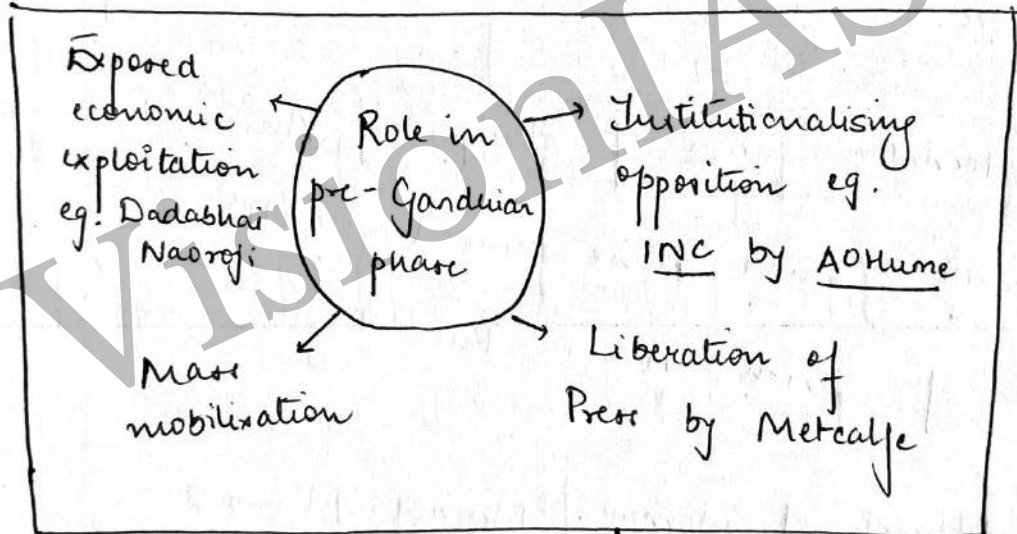 Exposed
economic
exploitation
eg. Dadabhai
Naoroji
Role in
pre-Gandhian
phase
Institutionalising
opposition eg.
INC by AOHume
Mass
mobilization
Liberation of
Press by Metcalfe
VisionIAS